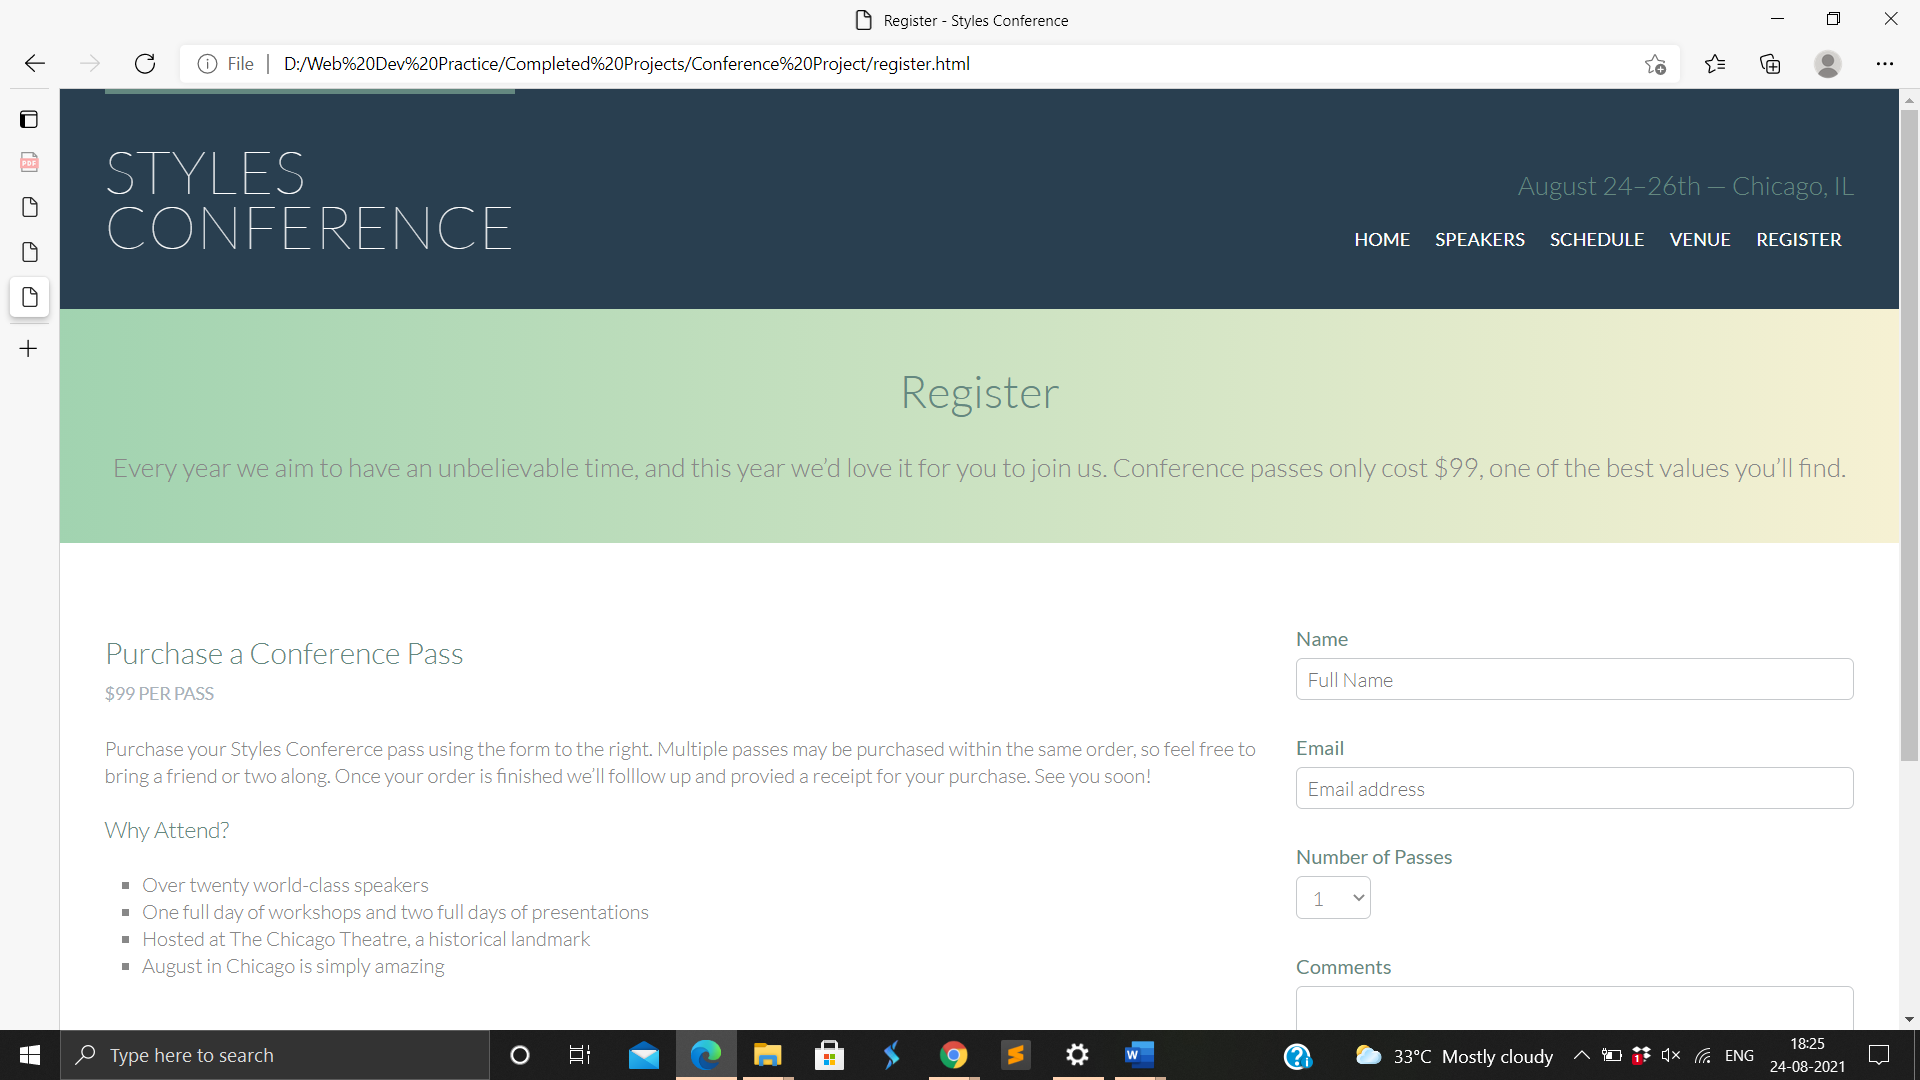 Register - Styles Conference
File
D:/Web%20Dev%20Practice/Completed%20Projects/Conference%20Project/register.html
PDF
STYLES
CONFERENCE
August 24–26th — Chicago, IL
HOME SPEAKERS SCHEDULE VENUE REGISTER
Register
Every year we aim to have an unbelievable time, and this year we’d love it for you to join us. Conference passes only cost $99, one of the best values you’ll find.
Purchase a Conference Pass
$99 PER PASS
Purchase your Styles Confererce pass using the form to the right. Multiple passes may be purchased within the same order, so feel free to
bring a friend or two along. Once your order is finished we’ll folllow up and provied a receipt for your purchase. See you soon!
Why Attend?
Over twenty world-class speakers
One full day of workshops and two full days of presentations
Hosted at The Chicago Theatre, a historical landmark
August in Chicago is simply amazing
Name
Full Name
Email
Email address
Number of Passes
1
Comments
Type here to search
33°C Mostly cloudy
ENG
18:25
24-08-2021